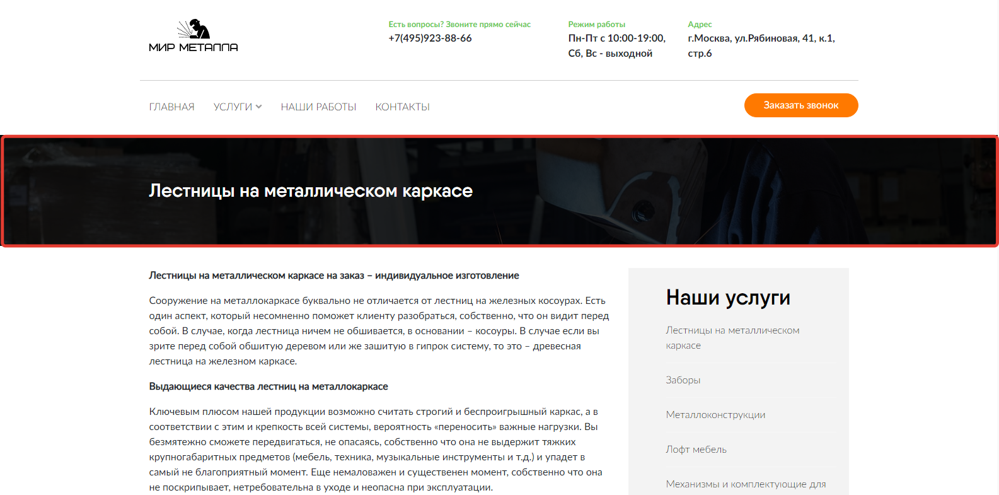 МИР МЕТАЛЛА
Есть вопросы? Звоните прямо сейчас
+7(495)923-88-66
Режим работы
Пн-Пт с 10:00-19:00,
Сб, Вс - выходной
Адрес
г.Москва, ул.Рябиновая, 41, к.1,
стр.6
ГЛАВНАЯ УСЛУГИ НАШИ РАБОТЫ КОНТАКТЫ
Заказать звонок
Лестницы на металлическом каркасе
Лестницы на металлическом каркасе на заказ – индивидуальное изготовление
Сооружение на металлокаркасе буквально не отличается от лестниц на железных косоурах. Есть
один аспект, который несомненно поможет клиенту разобраться, собственно, что он видит перед
собой. В случае, когда лестница ничем не обшивается, в основании – косоуры. В случае если вы
зрите перед собой обшитую деревом или же зашитую в гипрок систему, то это – древесная
лестница на железном каркасе.
Выдающиеся качества лестниц на металлокаркасе
Ключевым плюсом нашей продукции возможно считать строгий и беспроигрышный каркас, а в
соответствии с этим и крепкость всей системы, вероятность «переносить» важные нагрузки. Вы
безмятежно сможете передвигаться, не опасаясь, собственно что она не выдержит тяжких
крупногабаритных предметов (мебель, техника, музыкальные инструменты и т.д.) и упадет в
самый не благоприятный момент. Еще немаловажен и существенен момент, собственно что она
не поскрипывает, нетребовательна в уходе и неопасна при эксплуатации.
Наши услуги
Лестницы на металлическом
каркасе
Заборы
Металлоконструкции
Лофт мебель
Механизмы и комплектующие для